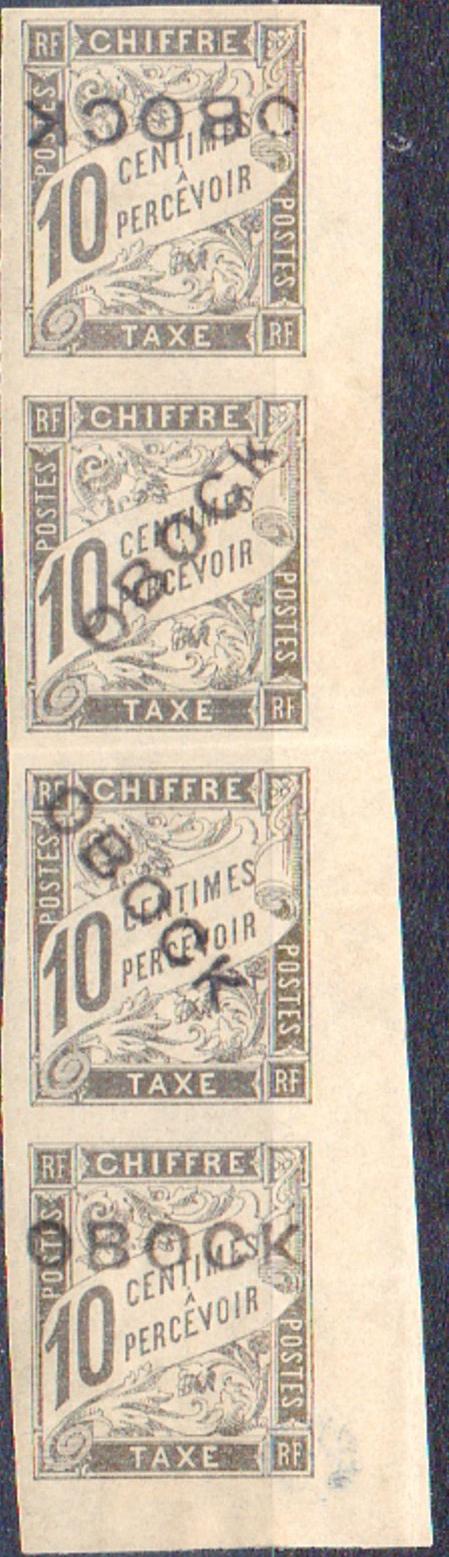 RF CHIFFRE
OBOCK
POSTES
10 CENTIMES
À
PERCEVOIR
POSTES
TAXE RF
RF CHIFFRE
POSTES
OBOCK
10 CENTIMES
PERCEVOIR
POSTES
TAXE RF
RF CHIFFRE
OBOCK
POSTES
10 CENTIMES
PERCEVOIR
POSTES
TAXE RF
RF CHIFFRE
OBOCK
POSTES
10 CENTIMES
À
PERCEVOIR
POSTES
TAXE RF